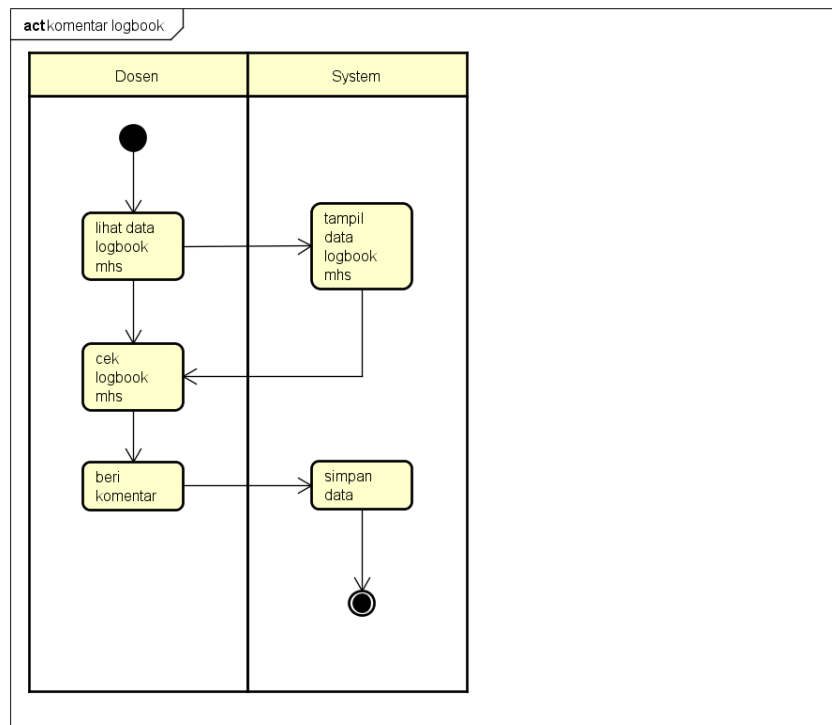 act komentar logbook
Dosen
System
lihat data
logbook
mhs
tampil
data
logbook
mhs
cek
logbook
mhs
beri
komentar
simpan
data